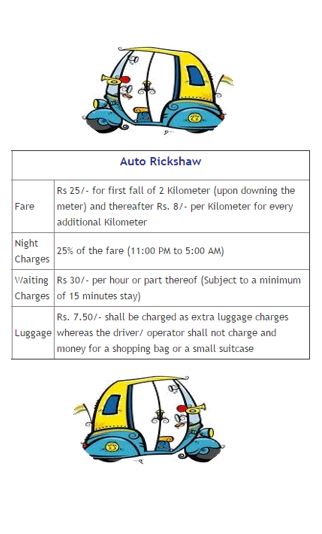 Auto Rickshaw
Fare
Rs 25/- for first fall of 2 Kilometer (upon downing the
meter) and thereafter Rs. 8/- per Kilometer for every
additional Kilometer
Night
Charges
25% of the fare (11:00 PM to 5:00 AM)
Waiting
Charges
Rs 30/- per hour or part thereof (Subject to a minimum
of 15 minutes stay)
Luggage
Rs. 7.50/- shall be charged as extra luggage charges
whereas the driver/ operator shall not charge and
money for a shopping bag or a small suitcase